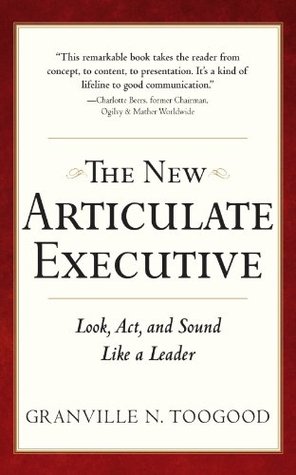 "This remarkable book takes the reader from
concept, to content, to presentation. It's a kind of
lifeline to good communication."
—Charlotte Beers, former Chairman,
Ogilvy & Mather Worldwide
THE NEW
ARTICULATE
EXECUTIVE
Look, Act, and Sound
Like a Leader
GRANVILLE N. TOOGOOD